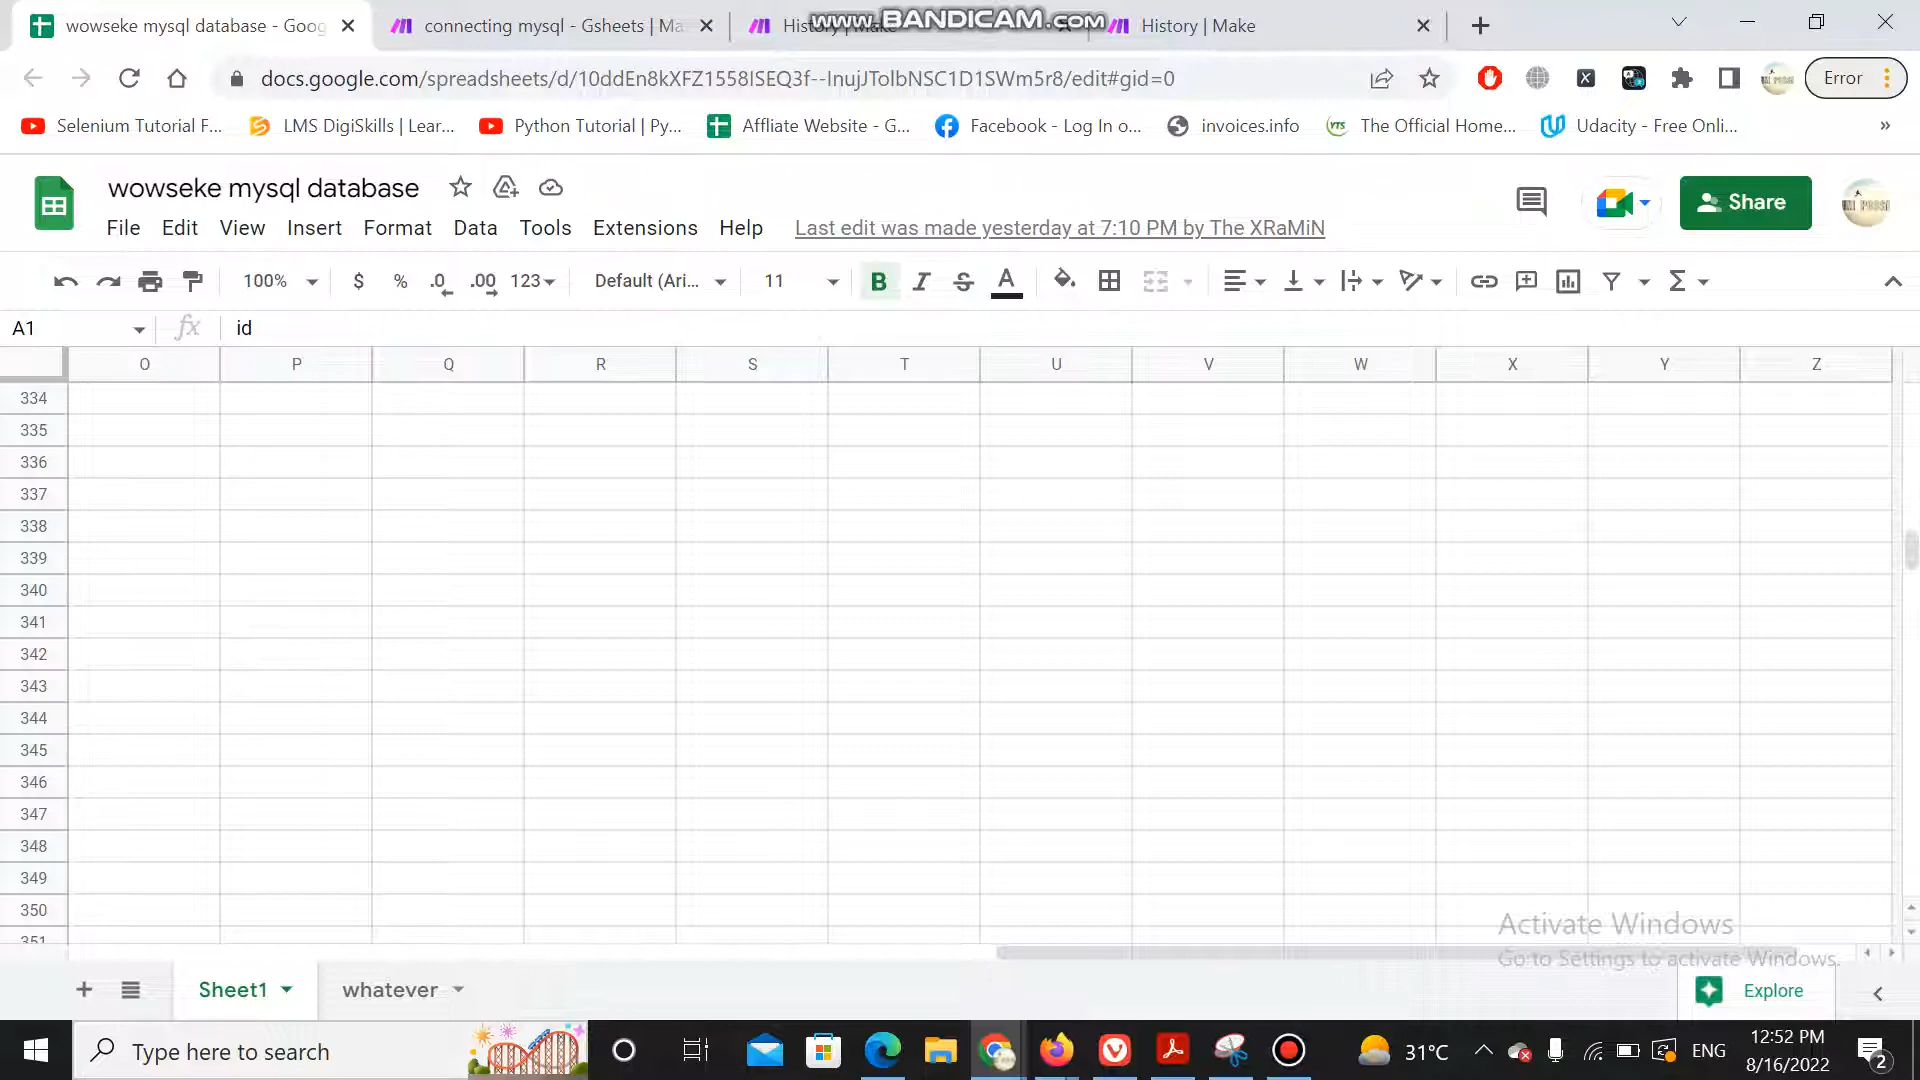 wowseke mysql database - Goog
connecting mysql - Gsheets | Ma
History | Make
www.BANDICAM.com
History | Make
docs.google.com/spreadsheets/d/10ddEn8kXFZ1558ISEQ3f--InujJTolbNSC1D1SWm5r8/edit#gid=0
Error
Selenium Tutorial F...
LMS DigiSkills | Lear...
Python Tutorial | Py...
Affliate Website - G...
Facebook - Log In o...
invoices.info
The Official Home...
Udacity - Free Onli...
wowseke mysql database
Share
File Edit View Insert Format Data Tools Extensions Help
Last edit was made yesterday at 7:10 PM by The XRaMiN
100% $ % .0 .00 123 Default (Ari... 11 B I S A
A1 fx id
O P Q R S T U V W X Y Z
334
335
336
337
338
339
340
341
342
343
344
345
346
347
348
349
350
351
Activate Windows
Go to Settings to activate Windows.
Sheet1 whatever
Explore
Type here to search
31°C
ENG
12:52 PM
8/16/2022
2